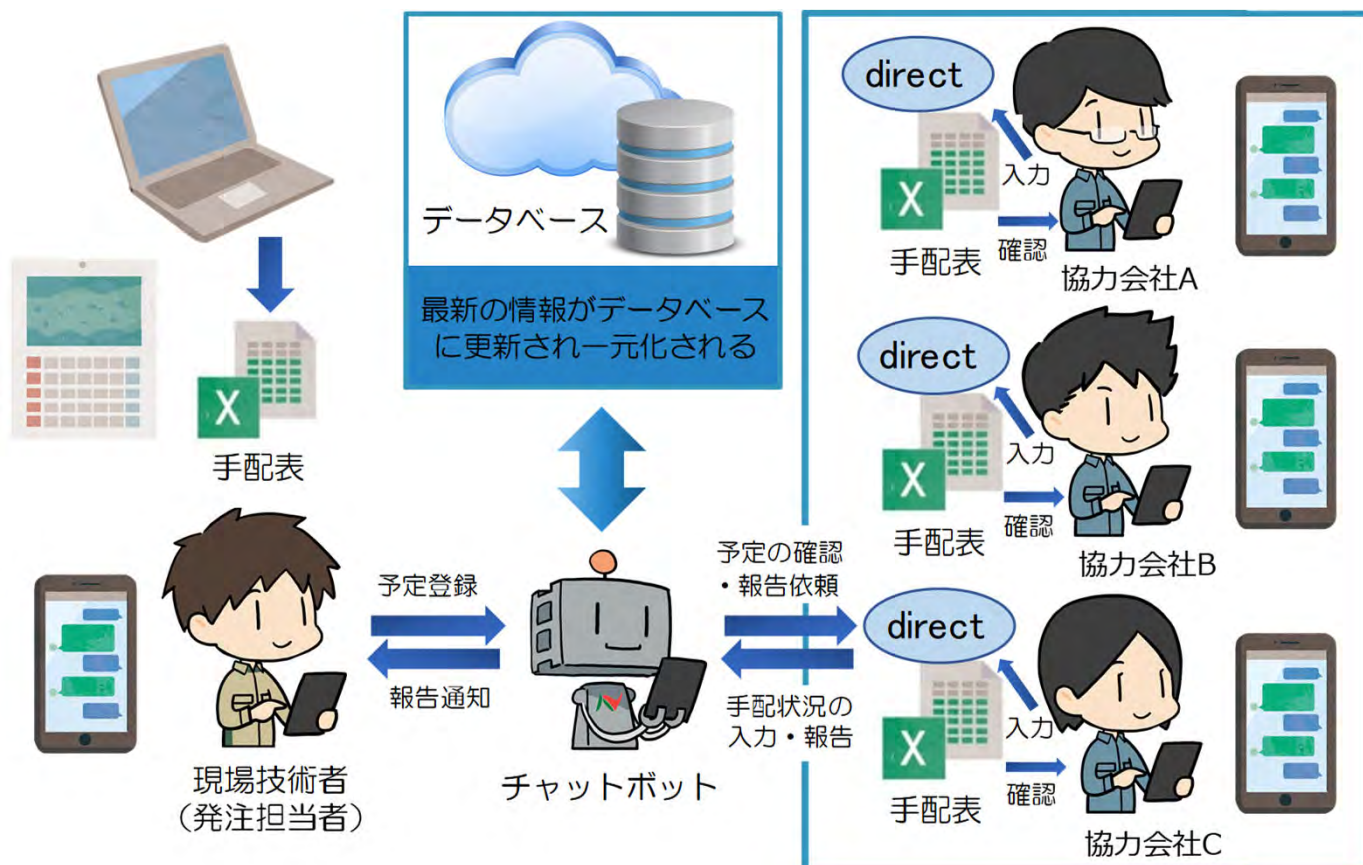 データベース
最新の情報がデータベース
に更新され一元化される
X
手配表
現場技術者
(発注担当者)
予定登録
報告通知
チャットボット
予定の確認
・報告依頼
手配状況の
入力・報告
direct
入力
X
確認
手配表
協力会社A
direct
入力
X
確認
手配表
協力会社B
direct
入力
X
確認
手配表
協力会社C